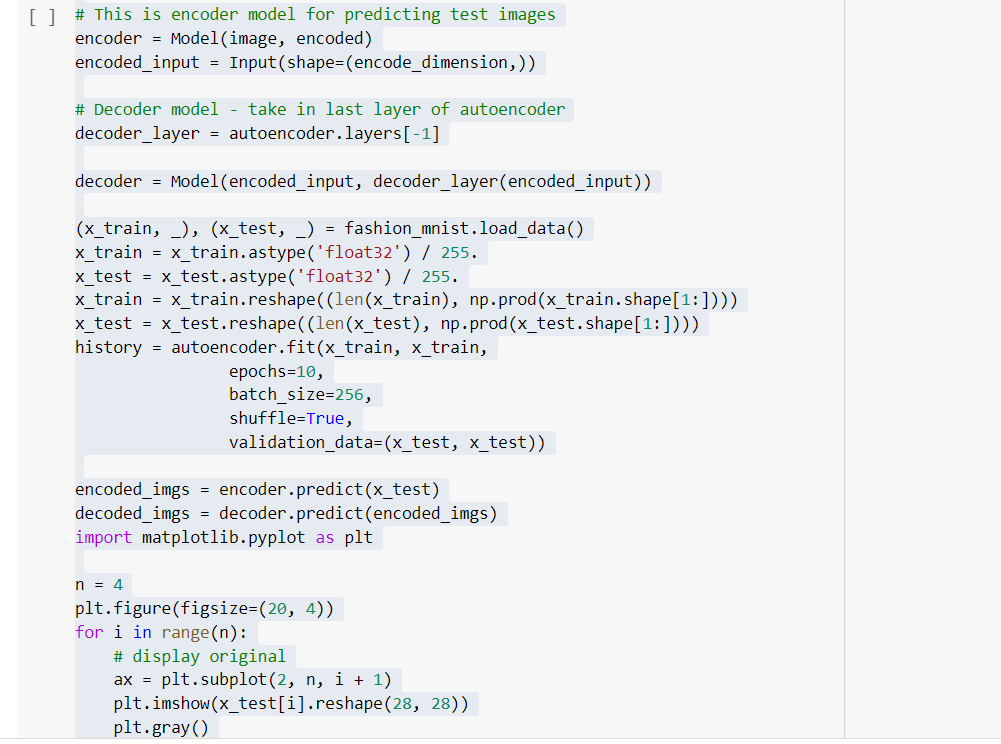 [ ] # This is encoder model for predicting test images
encoder = Model(image, encoded)
encoded_input = Input(shape=(encode_dimension,))

# Decoder model - take in last layer of autoencoder
decoder_layer = autoencoder.layers[-1]

decoder = Model(encoded_input, decoder_layer(encoded_input))

(x_train, _), (x_test, _) = fashion_mnist.load_data()
x_train = x_train.astype('float32') / 255.
x_test = x_test.astype('float32') / 255.
x_train = x_train.reshape((len(x_train), np.prod(x_train.shape[1:])))
x_test = x_test.reshape((len(x_test), np.prod(x_test.shape[1:])))
history = autoencoder.fit(x_train, x_train,
                epochs=10,
                batch_size=256,
                shuffle=True,
                validation_data=(x_test, x_test))

encoded_imgs = encoder.predict(x_test)
decoded_imgs = decoder.predict(encoded_imgs)
import matplotlib.pyplot as plt

n = 4
plt.figure(figsize=(20, 4))
for i in range(n):
    # display original
    ax = plt.subplot(2, n, i + 1)
    plt.imshow(x_test[i].reshape(28, 28))
    plt.gray()